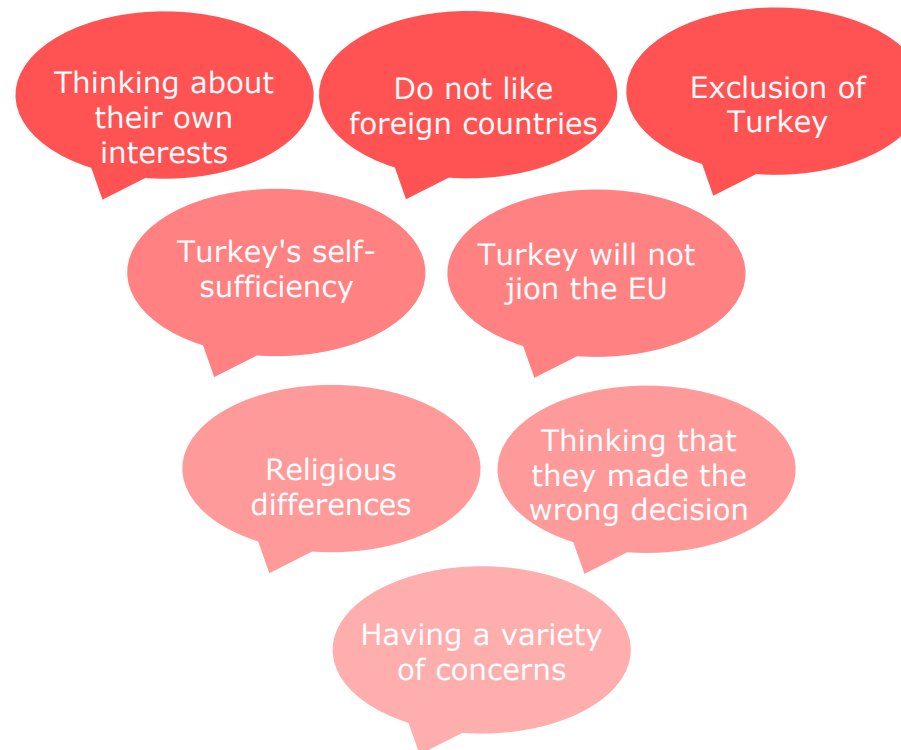 Thinking about
their own
interests
Do not like
foreign countries
Exclusion of
Turkey
Turkey's self-
sufficiency
Turkey will not
jion the EU
Religious
differences
Thinking that
they made the
wrong decision
Having a variety
of concerns